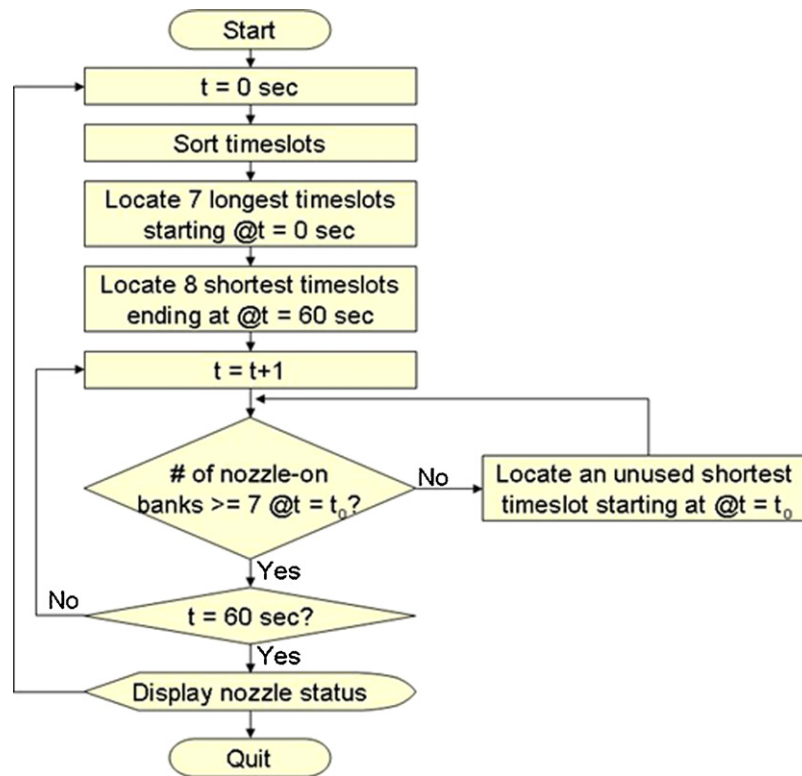 Start
t = 0 sec
Sort timeslots
Locate 7 longest timeslots
starting @t = 0 sec
Locate 8 shortest timeslots
ending at @t = 60 sec
t = t+1
# of nozzle-on
banks >= 7 @t = t₀?
No
Locate an unused shortest
timeslot starting at @t = t₀
Yes
No
t = 60 sec?
Yes
Display nozzle status
Quit